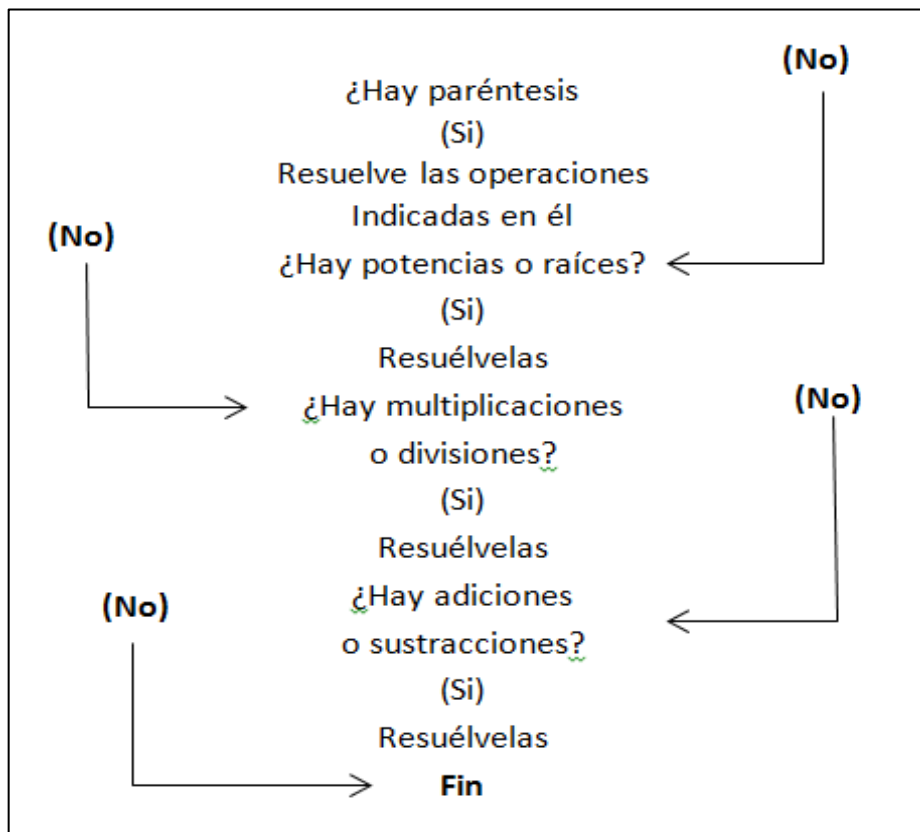 (No)
¿Hay paréntesis
(Si)
Resuelve las operaciones
Indicadas en él
(No)
¿Hay potencias o raíces?
(Si)
Resuélvelas
¿Hay multiplicaciones
(No)
o divisiones?
(Si)
Resuélvelas
¿Hay adiciones
(No)
o sustracciones?
(Si)
Resuélvelas
Fin